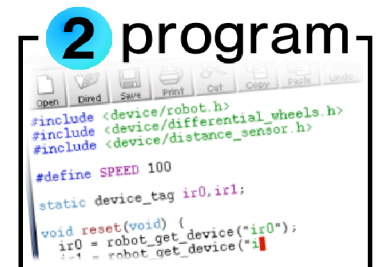 2 program
Open Dired Save Print Cut Copy Paste Undo
#include <device/robot.h>
#include <device/differential_wheels.h>
#include <device/distance_sensor.h>
#define SPEED 100
static device_tag ir0,ir1;
void reset(void) {
ir0 = robot_get_device("ir0");
ir1 = robot_get_device("i